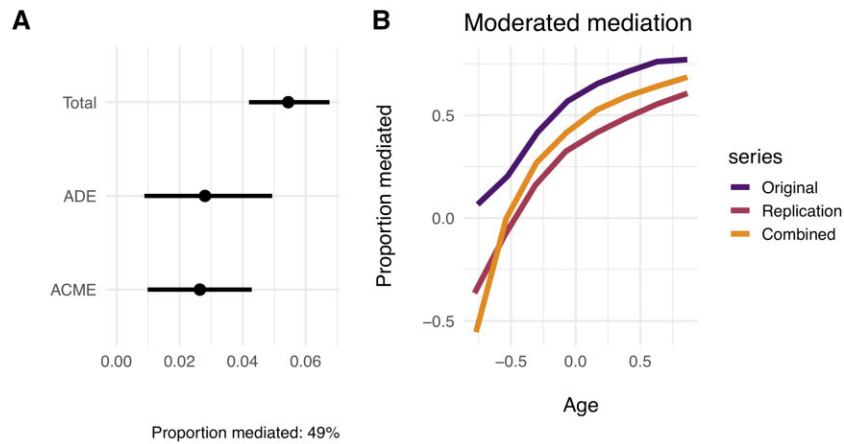 A
Total
ADE
ACME
0.00 0.02 0.04 0.06
Proportion mediated: 49%
B
Moderated mediation
Proportion mediated
0.5
0.0
−0.5
−0.5 0.0 0.5
Age
series
Original
Replication
Combined